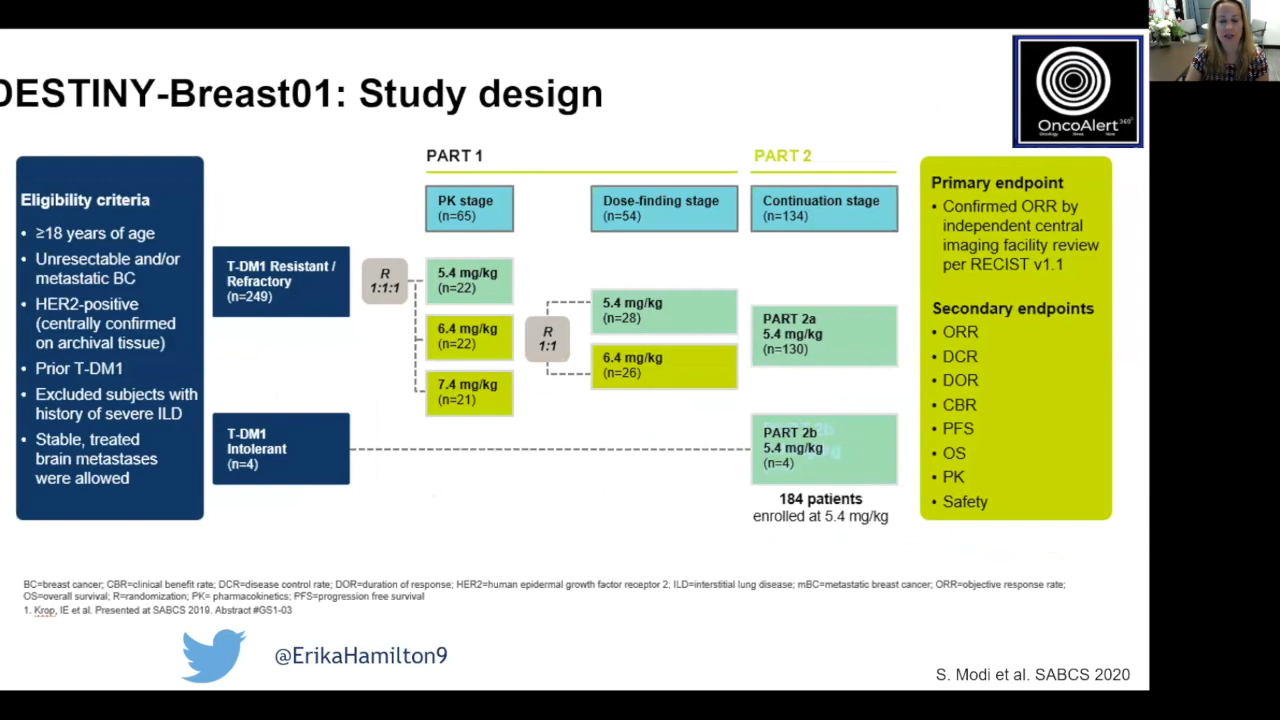 DESTINY-Breast01: Study design
OncoAlert 360°
Oncology News Now
PART 1
PART 2
Eligibility criteria
• ≥18 years of age
• Unresectable and/or
metastatic BC
• HER2-positive
(centrally confirmed
on archival tissue)
• Prior T-DM1
• Excluded subjects with
history of severe ILD
• Stable, treated
brain metastases
were allowed
T-DM1 Resistant /
Refractory
(n=249)
T-DM1
Intolerant
(n=4)
R
1:1:1
PK stage
(n=65)
5.4 mg/kg
(n=22)
6.4 mg/kg
(n=22)
7.4 mg/kg
(n=21)
R
1:1
Dose-finding stage
(n=54)
5.4 mg/kg
(n=28)
6.4 mg/kg
(n=26)
Continuation stage
(n=134)
PART 2a
5.4 mg/kg
(n=130)
PART 2b
5.4 mg/kg
(n=4)
184 patients
enrolled at 5.4 mg/kg
Primary endpoint
• Confirmed ORR by
independent central
imaging facility review
per RECIST v1.1
Secondary endpoints
• ORR
• DCR
• DOR
• CBR
• PFS
• OS
• PK
• Safety
BC=breast cancer; CBR=clinical benefit rate; DCR=disease control rate; DOR=duration of response; HER2=human epidermal growth factor receptor 2; ILD=interstitial lung disease; mBC=metastatic breast cancer; ORR=objective response rate;
OS=overall survival; R=randomization; PK= pharmacokinetics; PFS=progression free survival
1. Krop, IE et al. Presented at SABCS 2019. Abstract #GS1-03
@ErikaHamilton9
S. Modi et al. SABCS 2020